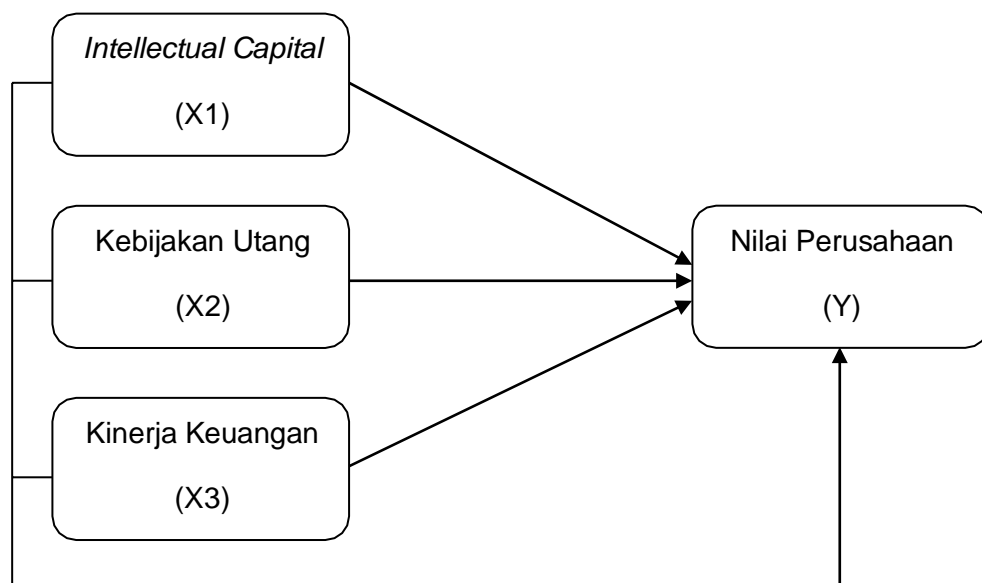 Intellectual Capital
(X1)
Kebijakan Utang
(X2)
Kinerja Keuangan
(X3)
Nilai Perusahaan
(Y)